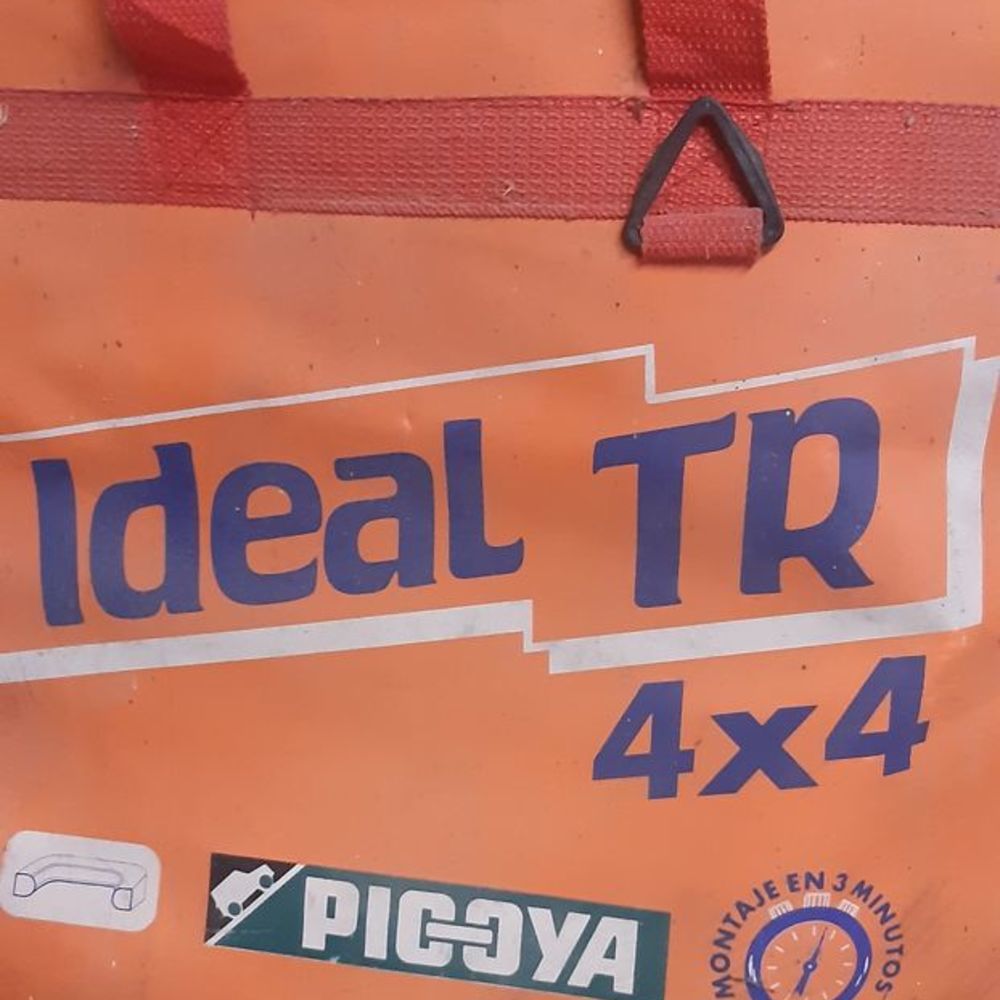 Ideal TR
4x4
PICOYA
MONTAJE EN 3 MINUTOS